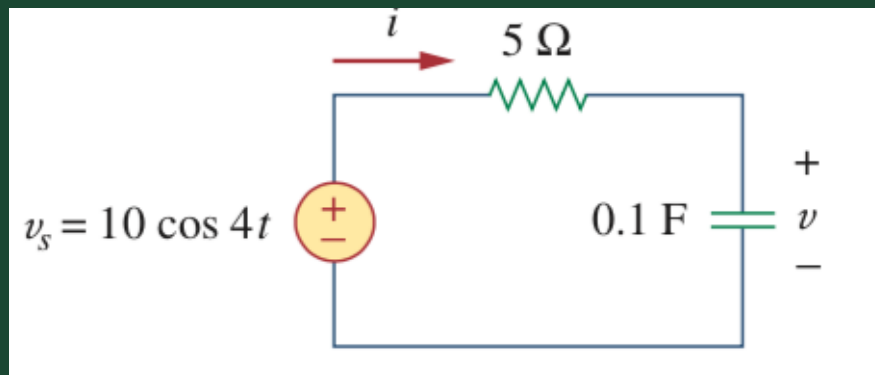 i
5 Ω
+
vₛ = 10 cos 4t
+
−
0.1 F
v
−